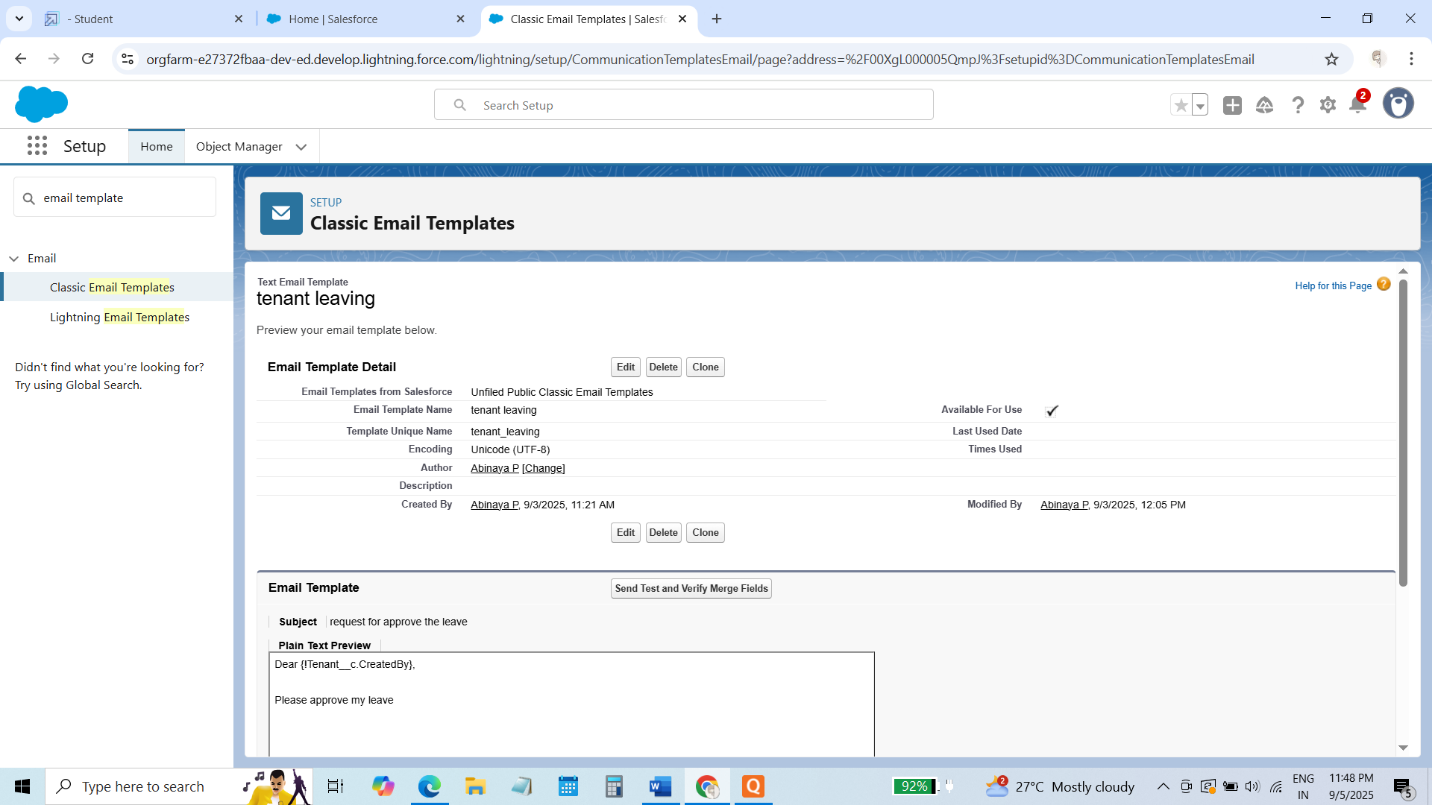 - Student
Home | Salesforce
Classic Email Templates | Salesf
orgfarm-e27372fbaa-dev-ed.develop.lightning.force.com/lightning/setup/CommunicationTemplatesEmail/page?address=%2F00XgL000005QmpJ%3Fsetupid%3DCommunicationTemplatesEmail
Search Setup
2
Setup
Home
Object Manager
email template
Email
Classic Email Templates
Lightning Email Templates
Didn't find what you're looking for?
Try using Global Search.
SETUP
Classic Email Templates
Text Email Template
tenant leaving
Help for this Page
Preview your email template below.
Email Template Detail
Edit Delete Clone
Email Templates from Salesforce Unfiled Public Classic Email Templates
Email Template Name tenant leaving Available For Use
Template Unique Name tenant_leaving Last Used Date
Encoding Unicode (UTF-8) Times Used
Author Abinaya P [Change]
Description
Created By Abinaya P, 9/3/2025, 11:21 AM Modified By Abinaya P, 9/3/2025, 12:05 PM
Edit Delete Clone
Email Template Send Test and Verify Merge Fields
Subject request for approve the leave
Plain Text Preview
Dear {!Tenant__c.CreatedBy},
Please approve my leave
Type here to search
92%
2
27°C Mostly cloudy
ENG
IN
11:48 PM
9/5/2025
5